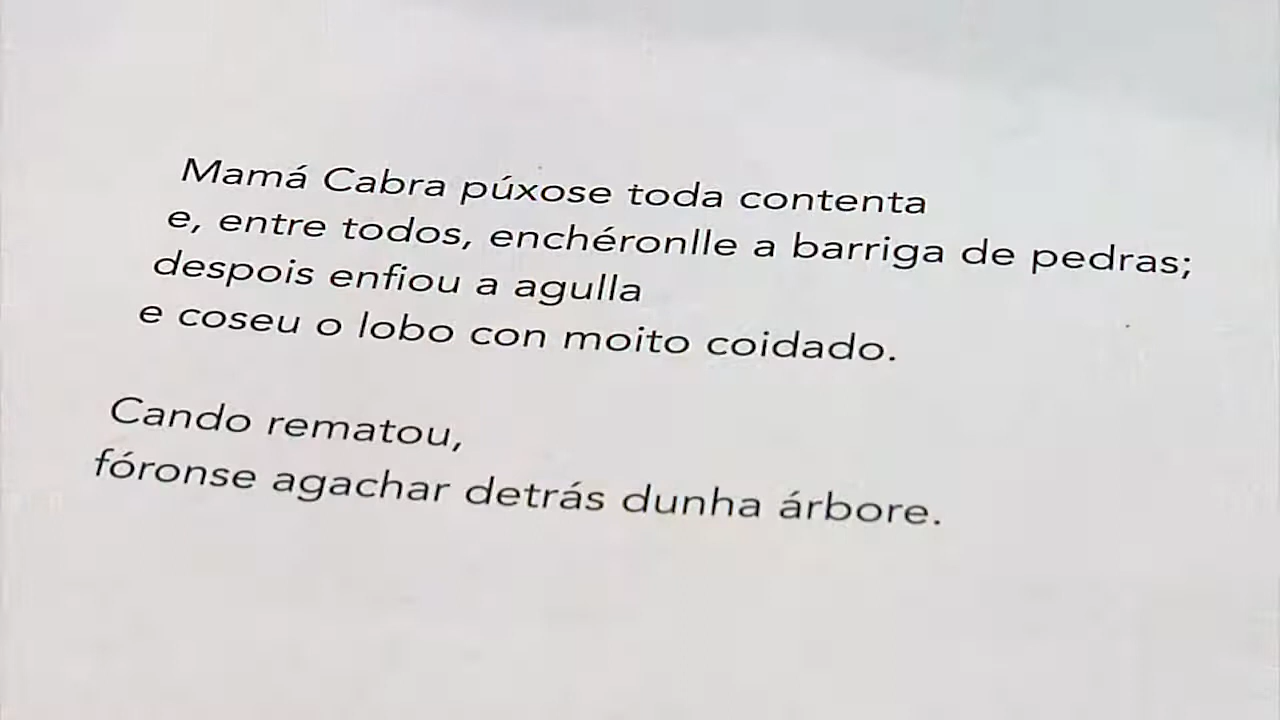 Mamá Cabra púxose toda contenta
e, entre todos, enchéronlle a barriga de pedras;
despois enfiou a agulla
e coseu o lobo con moito coidado.
Cando rematou,
fóronse agachar detrás dunha árbore.